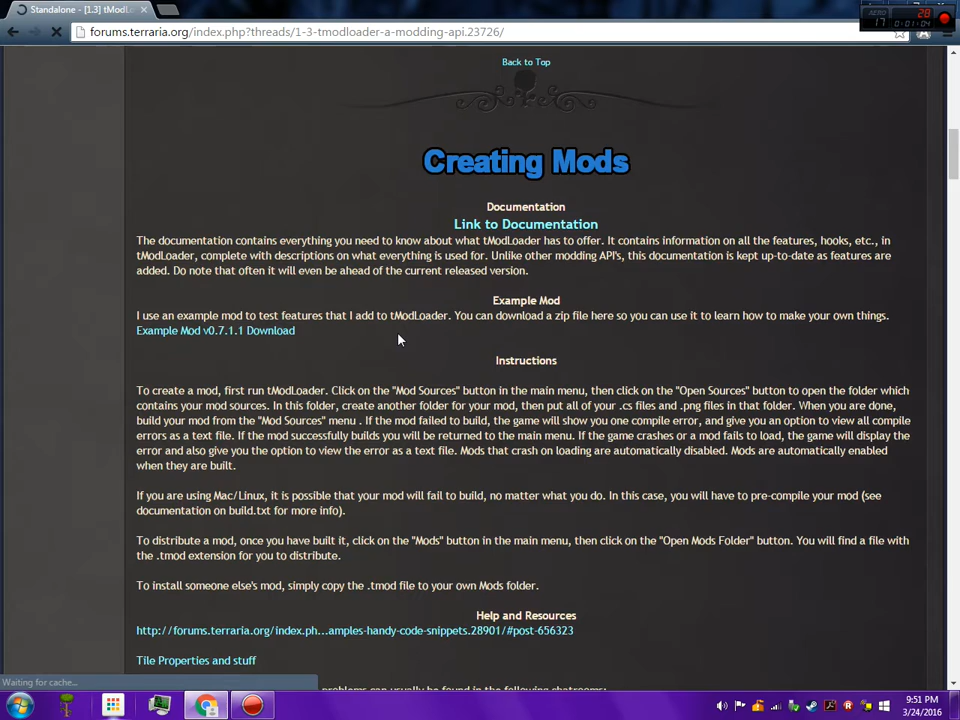 Standalone - [1.3] tModLo
AERO
17
28
0:01:04
forums.terraria.org/index.php?threads/1-3-tmodloader-a-modding-api.23726/
Back to Top
Creating Mods
Documentation
Link to Documentation
The documentation contains everything you need to know about what tModLoader has to offer. It contains information on all the features, hooks, etc., in
tModLoader, complete with descriptions on what everything is used for. Unlike other modding API's, this documentation is kept up-to-date as features are
added. Do note that often it will even be ahead of the current released version.
Example Mod
I use an example mod to test features that I add to tModLoader. You can download a zip file here so you can use it to learn how to make your own things.
Example Mod v0.7.1.1 Download
Instructions
To create a mod, first run tModLoader. Click on the "Mod Sources" button in the main menu, then click on the "Open Sources" button to open the folder which
contains your mod sources. In this folder, create another folder for your mod, then put all of your .cs files and .png files in that folder. When you are done,
build your mod from the "Mod Sources" menu . If the mod failed to build, the game will show you one compile error, and give you an option to view all compile
errors as a text file. If the mod successfully builds you will be returned to the main menu. If the game crashes or a mod fails to load, the game will display the
error and also give you the option to view the error as a text file. Mods that crash on loading are automatically disabled. Mods are automatically enabled
when they are built.
If you are using Mac/Linux, it is possible that your mod will fail to build, no matter what you do. In this case, you will have to pre-compile your mod (see
documentation on build.txt for more info).
To distribute a mod, once you have built it, click on the "Mods" button in the main menu, then click on the "Open Mods Folder" button. You will find a file with
the .tmod extension for you to distribute.
To install someone else's mod, simply copy the .tmod file to your own Mods folder.
Help and Resources
http://forums.terraria.org/index.ph...amples-handy-code-snippets.28901/#post-656323
Tile Properties and stuff
problems can usually be found in the following chatrooms:
Waiting for cache...
9:51 PM
3/24/2016